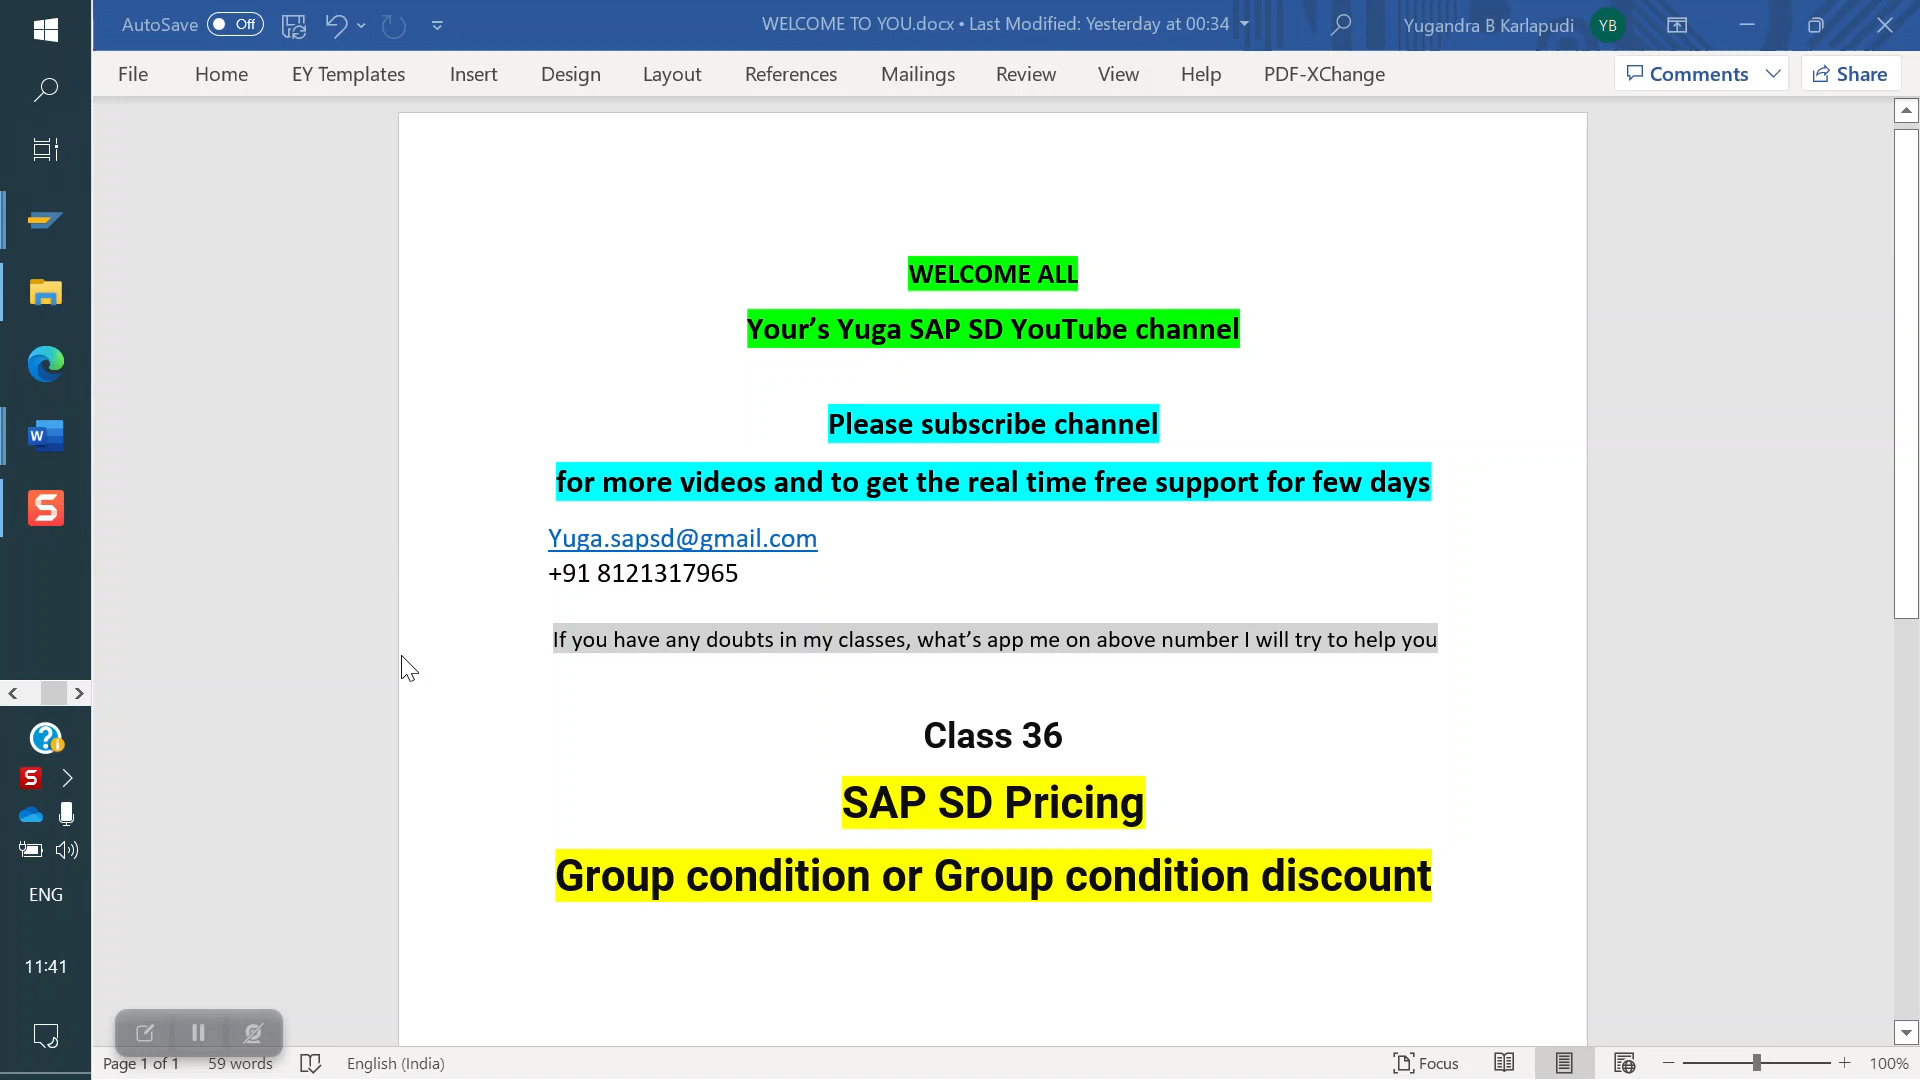 AutoSave Off WELCOME TO YOU.docx • Last Modified: Yesterday at 00:34 Yugandra B Karlapudi YB
File Home EY Templates Insert Design Layout References Mailings Review View Help PDF-XChange Comments Share
WELCOME ALL
Your’s Yuga SAP SD YouTube channel
Please subscribe channel
for more videos and to get the real time free support for few days
Yuga.sapsd@gmail.com
+91 8121317965
If you have any doubts in my classes, what’s app me on above number I will try to help you
Class 36
SAP SD Pricing
Group condition or Group condition discount
ENG
11:41
Page 1 of 1 59 words English (India) Focus 100%